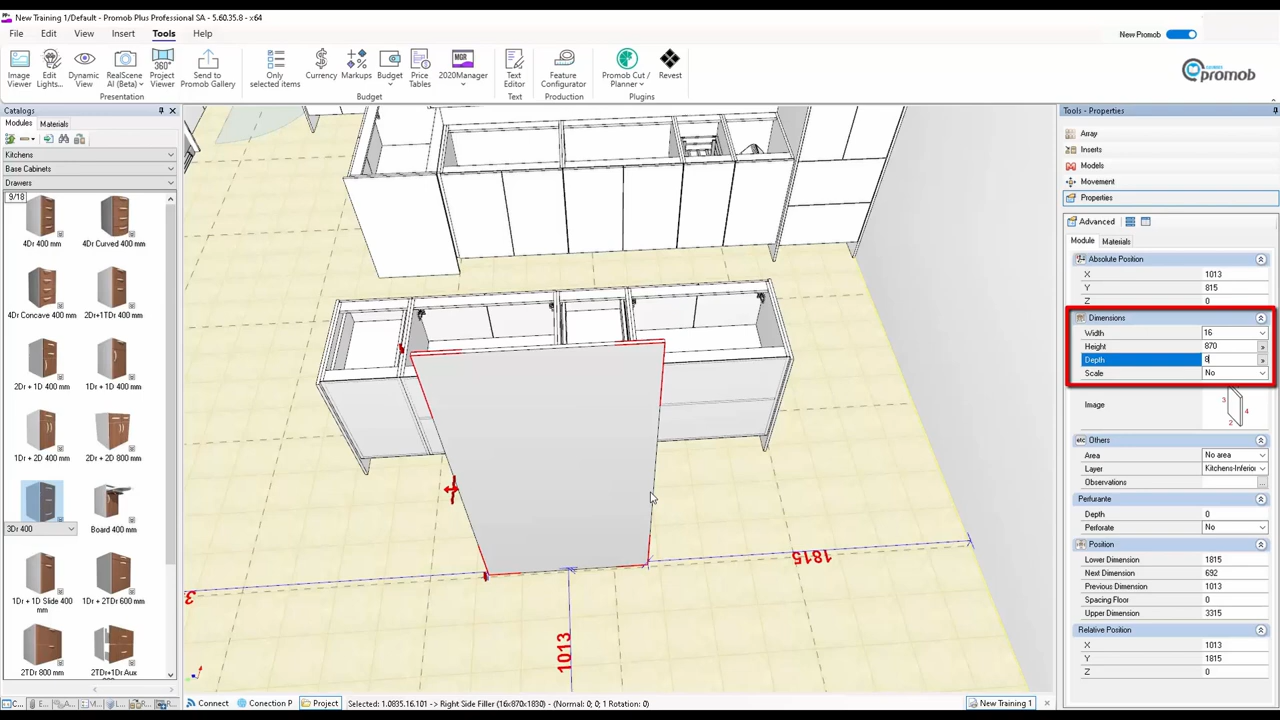 New Training 1/Default - Promob Plus Professional SA - 5.60.35.8 - x64
File Edit View Insert Tools Help
New Promob
Image Viewer
Edit Lights...
Dynamic View
RealScene AI (Beta)
Project Viewer
Send to Promob Gallery
Only selected items
Currency
Markups
Budget
Price Tables
2020Manager
Text Editor
Feature Configurator
Promob Cut / Planner
Revest
Presentation
Budget
Text
Production
Plugins
promob
Catalogs
Modules Materials
Kitchens
Base Cabinets
Drawers
9/18
4Dr 400 mm
4Dr Curved 400 mm
4Dr Concave 400 mm
2Dr+1TDr 400 mm
2Dr + 1D 400 mm
1Dr + 1D 400 mm
1Dr + 2D 400 mm
2Dr + 2D 800 mm
3Dr 400
Board 400 mm
1Dr + 1D Slide 400 mm
1Dr + 2TDr 600 mm
2TDr 800 mm
2TDr+1Dr Aux
3
1013
1815
Tools - Properties
Array
Inserts
Models
Movement
Properties
Advanced
Module Materials
Absolute Position
X 1013
Y 815
Z 0
Dimensions
Width 16
Height 870
Depth 8
Scale No
Image
3
4
2
Others
Area No area
Layer Kitchens-Inferior
Observations
Perfurante
Depth 0
Perforate No
Position
Lower Dimension 1815
Next Dimension 692
Previous Dimension 1013
Spacing Floor 0
Upper Dimension 3315
Relative Position
X 1013
Y 1815
Z 0
Connect Conection P Project
Selected: 1.0835.16.101 -> Right Side Filler (16x870x1830) - (Normal: 0; 0; 1 Rotation: 0)
New Training 1